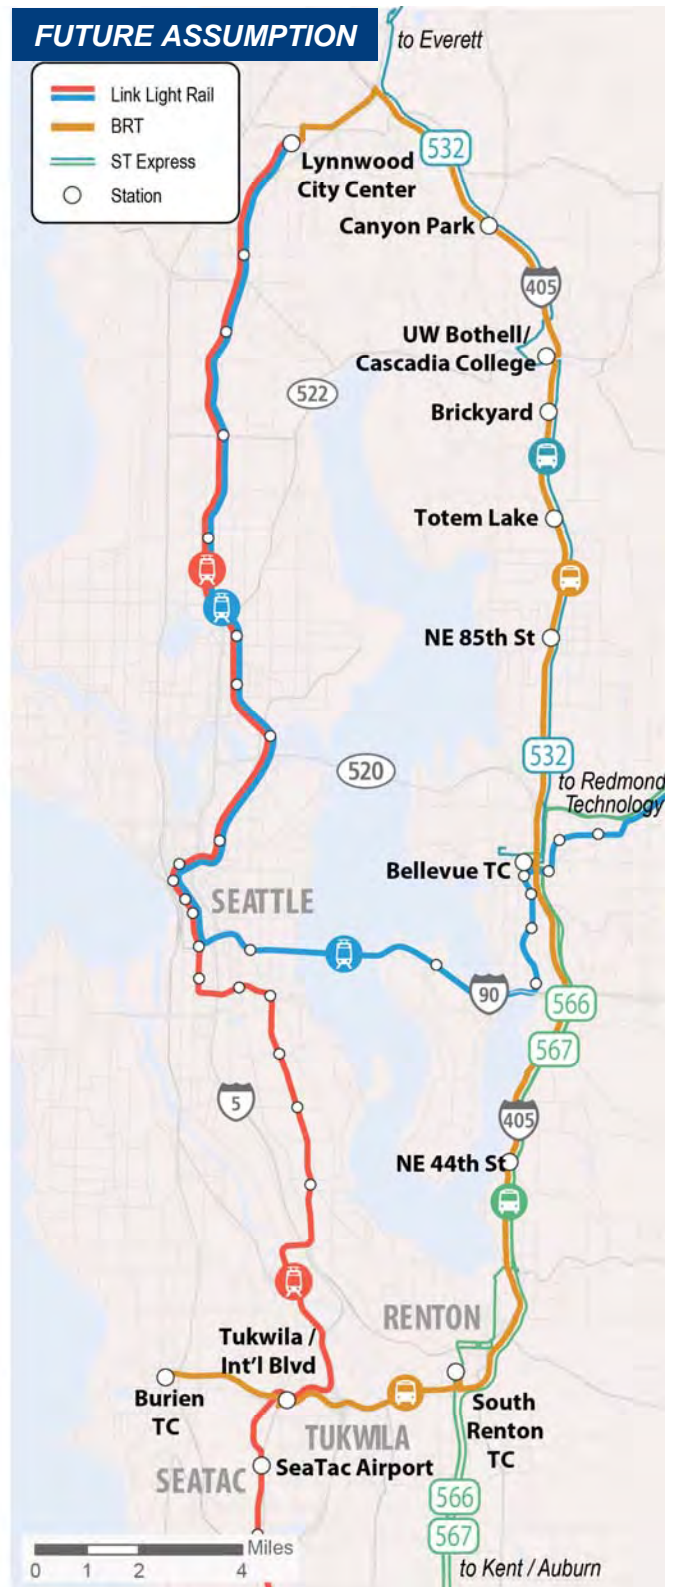 FUTURE ASSUMPTION
to Everett
Link Light Rail
BRT
ST Express
Station
532
Lynnwood
City Center
Canyon Park
405
UW Bothell/
Cascadia College
522
Brickyard
Totem Lake
NE 85th St
532
520
to Redmond
Technology
Bellevue TC
SEATTLE
90
566
567
5
405
NE 44th St
RENTON
Tukwila /
Int'l Blvd
Burien
TC
TUKWILA
South
Renton
TC
SEATAC
SeaTac Airport
566
567
Miles
0 1 2 4
to Kent / Auburn